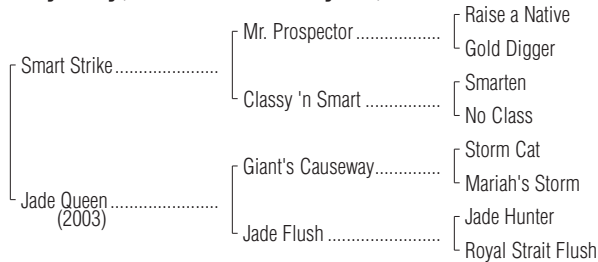 Raise a Native
Mr. Prospector ..................
Gold Digger
Smart Strike......................
Smarten
Classy 'n Smart ................
No Class
Storm Cat
Giant's Causeway..............
Mariah's Storm
Jade Queen.......................
(2003)
Jade Hunter
Jade Flush ........................
Royal Strait Flush